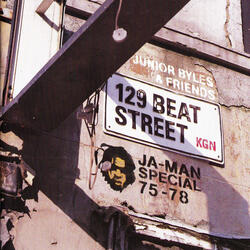 JUNIOR BYLES
& FRIENDS
129 BEAT
STREET
KGN
JA-MAN
SPECIAL
75-78